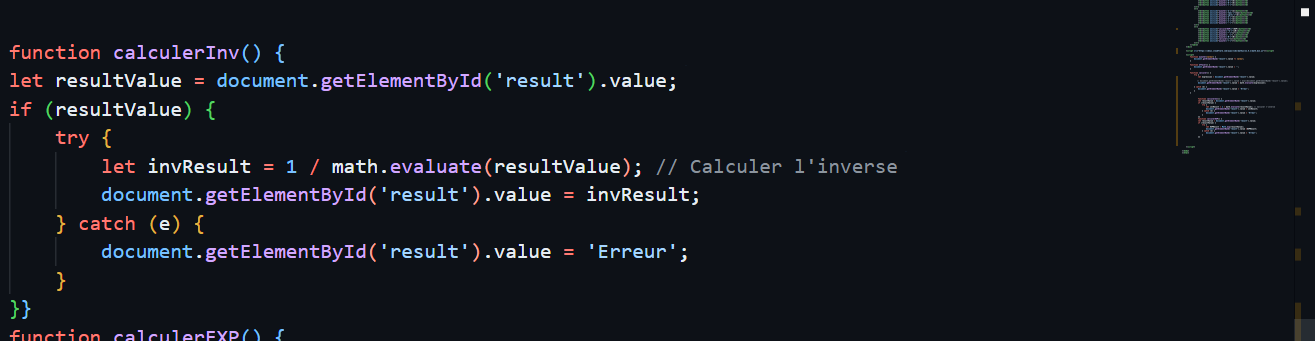 function calculerInv() {
let resultValue = document.getElementById('result').value;
if (resultValue) {
try {
let invResult = 1 / math.evaluate(resultValue); // Calculer l'inverse
document.getElementById('result').value = invResult;
} catch (e) {
document.getElementById('result').value = 'Erreur';
}
}}
function calculerEXP() {